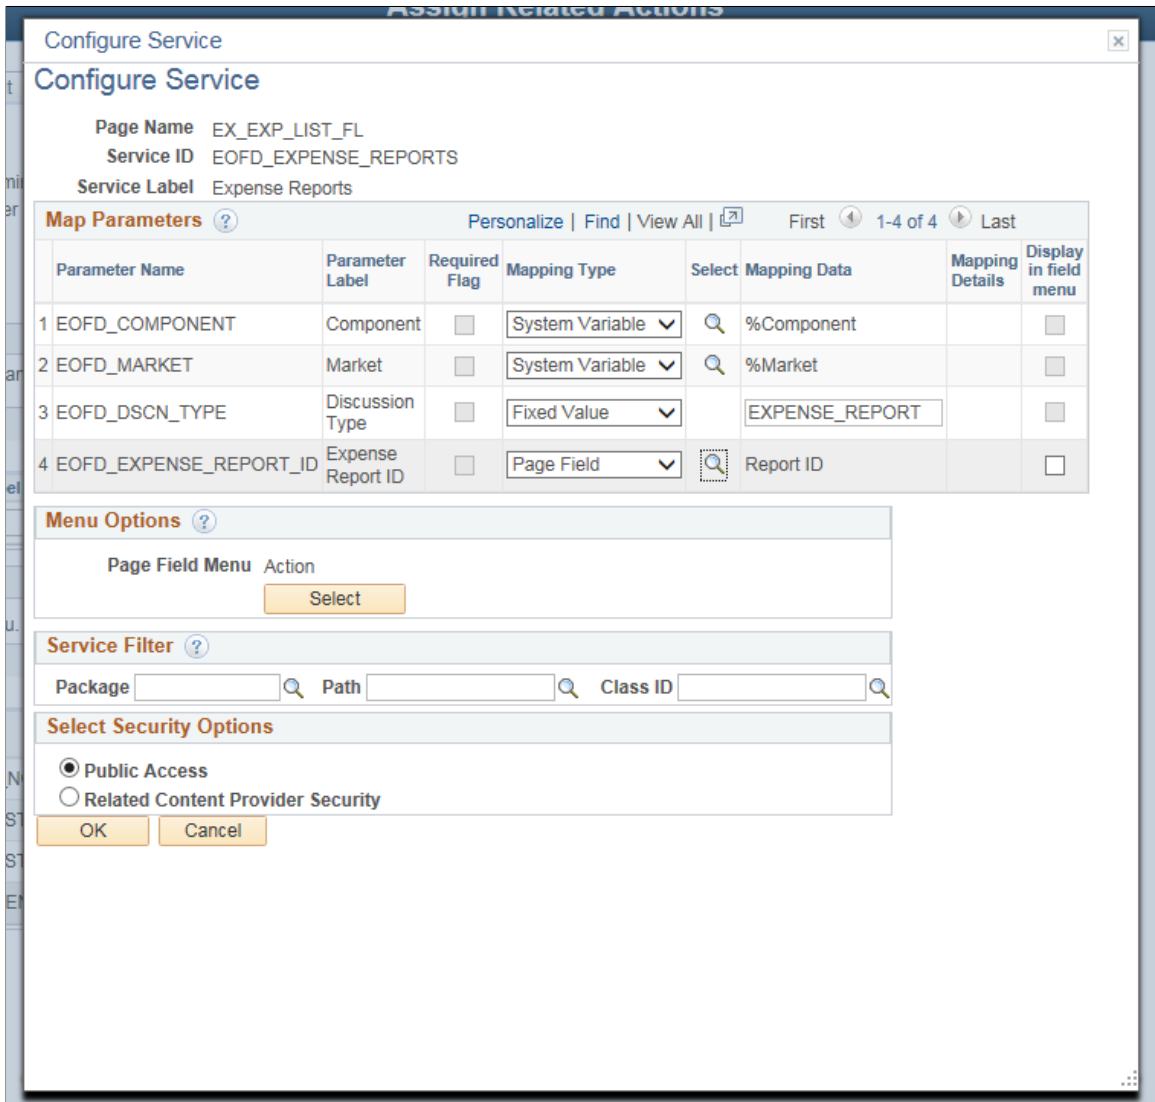 Assign Related Actions
Configure Service
Configure Service
Page Name EX_EXP_LIST_FL
Service ID EOFD_EXPENSE_REPORTS
Service Label Expense Reports
Map Parameters ? Personalize | Find | View All | First 1-4 of 4 Last
Parameter Name Parameter Label Required Flag Mapping Type Select Mapping Data Mapping Details Display in field menu
1 EOFD_COMPONENT Component System Variable %Component
2 EOFD_MARKET Market System Variable %Market
3 EOFD_DSCN_TYPE Discussion Type Fixed Value EXPENSE_REPORT
4 EOFD_EXPENSE_REPORT_ID Expense Report ID Page Field Report ID
Menu Options ?
Page Field Menu Action
Select
Service Filter ?
Package Path Class ID
Select Security Options
Public Access
Related Content Provider Security
OK Cancel